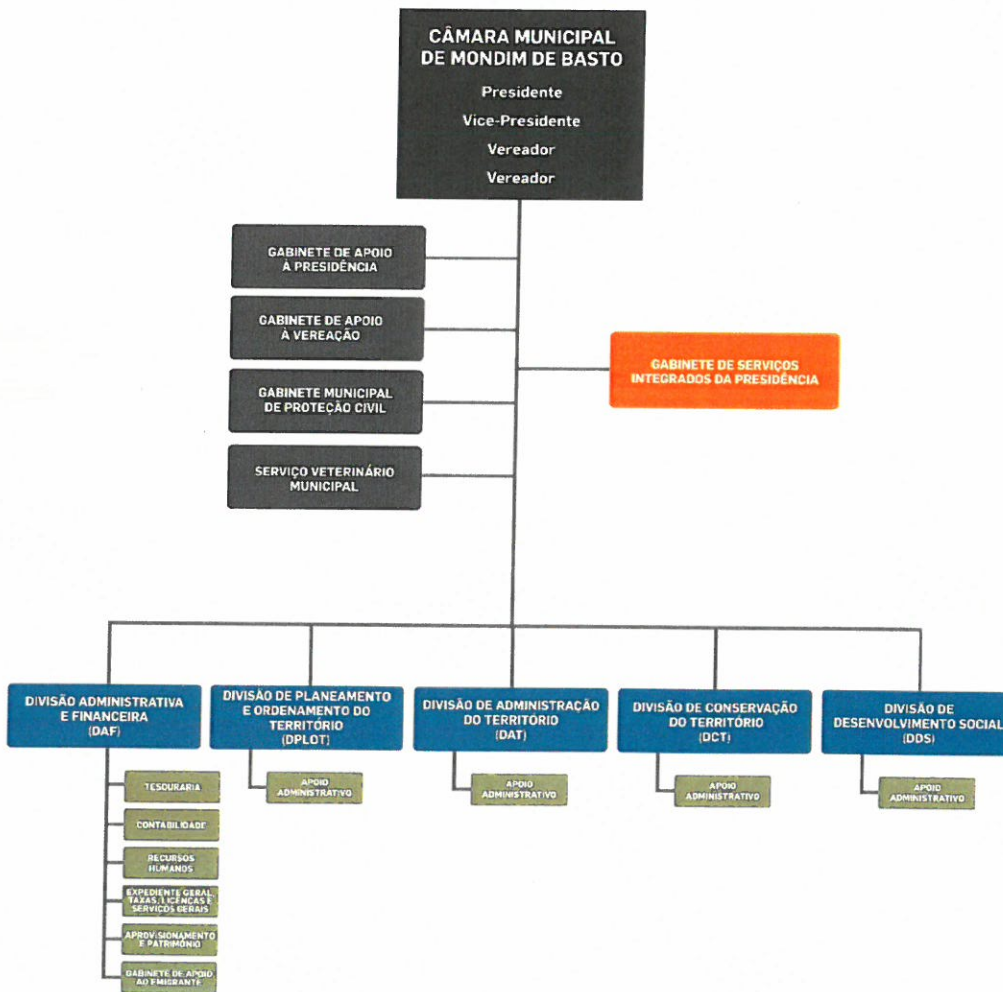 CÂMARA MUNICIPAL
DE MONDIM DE BASTO
Presidente
Vice-Presidente
Vereador
Vereador
GABINETE DE APOIO
À PRESIDÊNCIA
GABINETE DE APOIO
À VEREAÇÃO
GABINETE DE SERVIÇOS
INTEGRADOS DA PRESIDÊNCIA
GABINETE MUNICIPAL
DE PROTEÇÃO CIVIL
SERVIÇO VETERINÁRIO
MUNICIPAL
DIVISÃO ADMINISTRATIVA
E FINANCEIRA
(DAF)
DIVISÃO DE PLANEAMENTO
E ORDENAMENTO DO
TERRITÓRIO
(DPLOT)
DIVISÃO DE ADMINISTRAÇÃO
DO TERRITÓRIO
(DAT)
DIVISÃO DE CONSERVAÇÃO
DO TERRITÓRIO
(DCT)
DIVISÃO DE
DESENVOLVIMENTO SOCIAL
(DDS)
TESOURARIA
CONTABILIDADE
RECURSOS
HUMANOS
EXPEDIENTE GERAL,
TAXAS, LICENÇAS E
SERVIÇOS GERAIS
APROVISIONAMENTO
E PATRIMÓNIO
GABINETE DE APOIO
AO EMIGRANTE
APOIO
ADMINISTRATIVO
APOIO
ADMINISTRATIVO
APOIO
ADMINISTRATIVO
APOIO
ADMINISTRATIVO